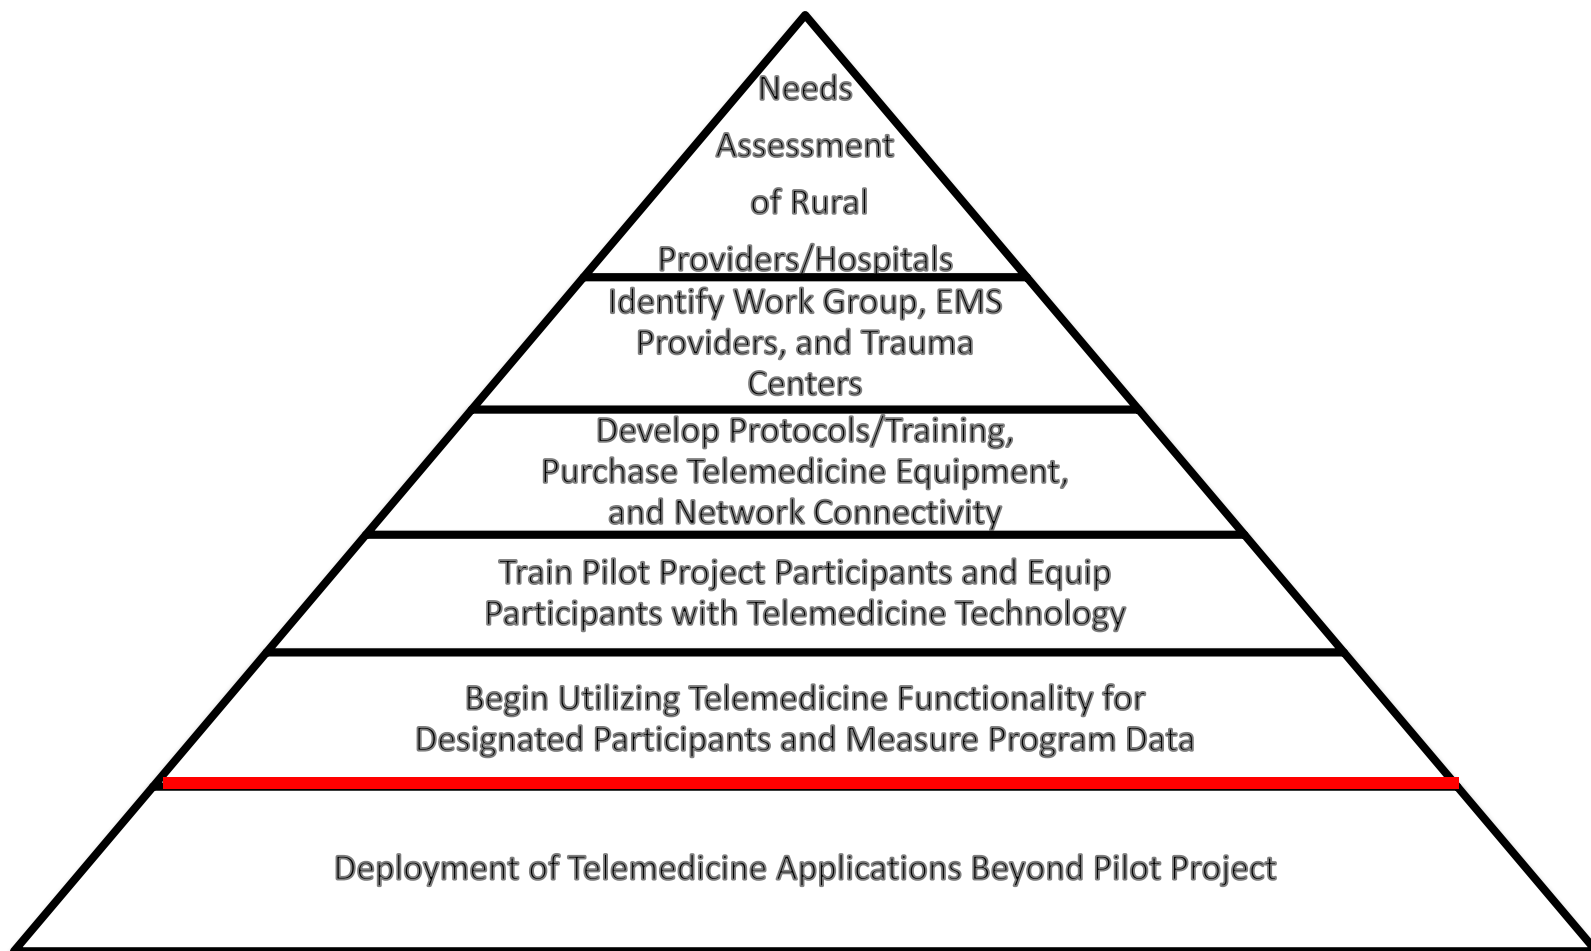 Needs
Assessment
of Rural
Providers/Hospitals
Identify Work Group, EMS
Providers, and Trauma
Centers
Develop Protocols/Training,
Purchase Telemedicine Equipment,
and Network Connectivity
Train Pilot Project Participants and Equip
Participants with Telemedicine Technology
Begin Utilizing Telemedicine Functionality for
Designated Participants and Measure Program Data
Deployment of Telemedicine Applications Beyond Pilot Project